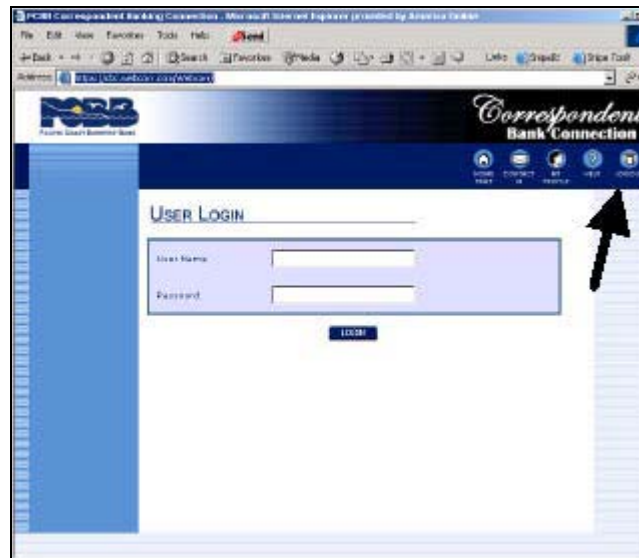 PCBB Correspondent Banking Connection - Microsoft Internet Explorer provided by America Online
File Edit View Favorites Tools Help Send
Back Search Favorites Media Links
Address
PCBB
Correspondent
Bank Connection
HOME PAGE CONTACT US MY PROFILE HELP
USER LOGIN
User Name
Password
LOGIN